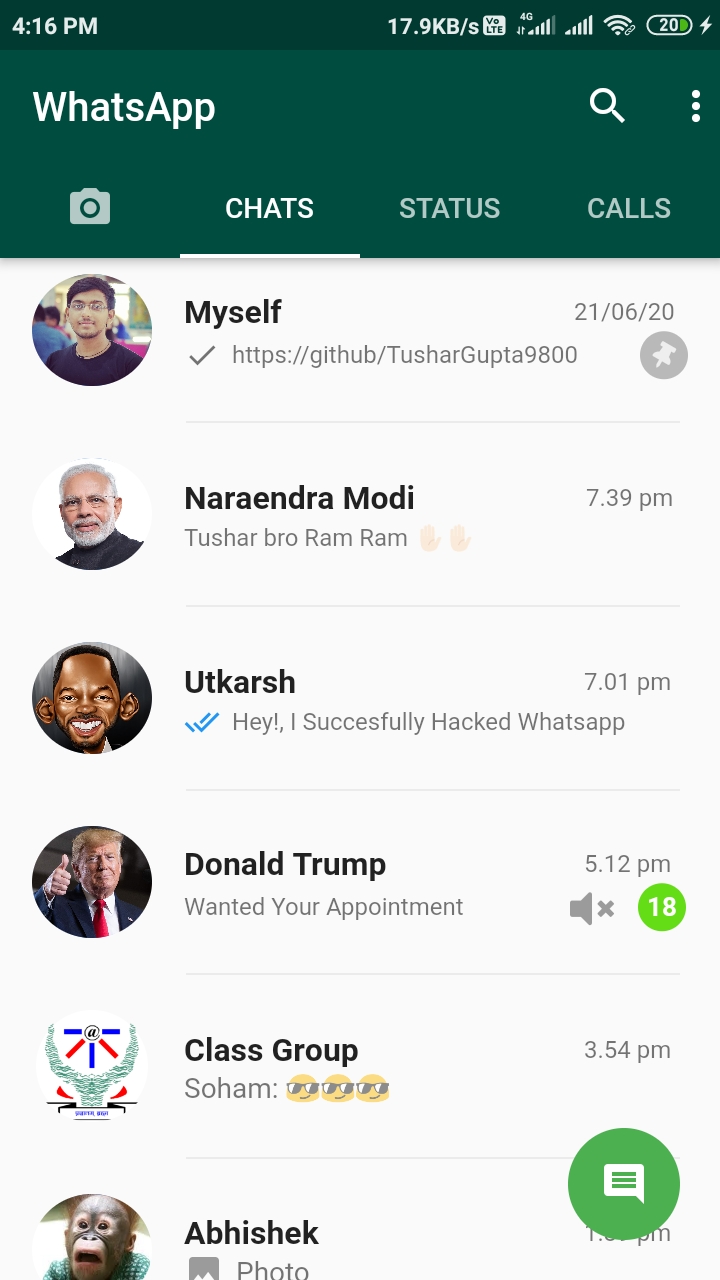 4:16 PM 17.9KB/s Vo LTE 4G 20
WhatsApp
CHATS STATUS CALLS
Myself 21/06/20
https://github/TusharGupta9800
Naraendra Modi 7.39 pm
Tushar bro Ram Ram ✋🏻✋🏻
Utkarsh 7.01 pm
Hey!, I Succesfully Hacked Whatsapp
Donald Trump 5.12 pm
Wanted Your Appointment 18
@
Class Group 3.54 pm
Soham: 😎😎😎
Abhishek pm
Photo